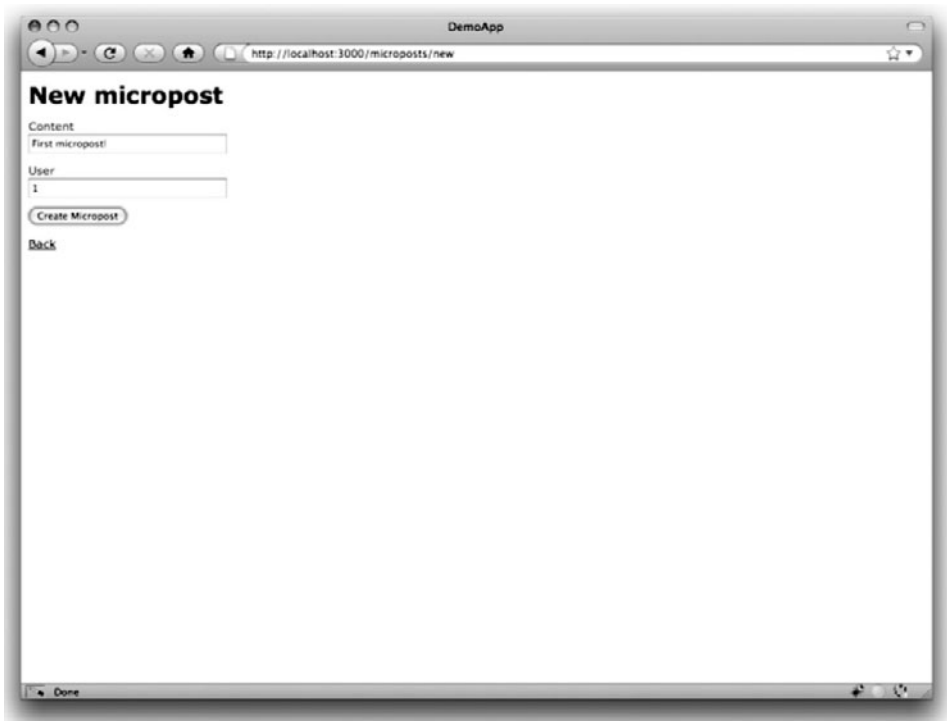 DemoApp
http://localhost:3000/microposts/new
New micropost
Content
First micropost!
User
1
Create Micropost
Back
Done